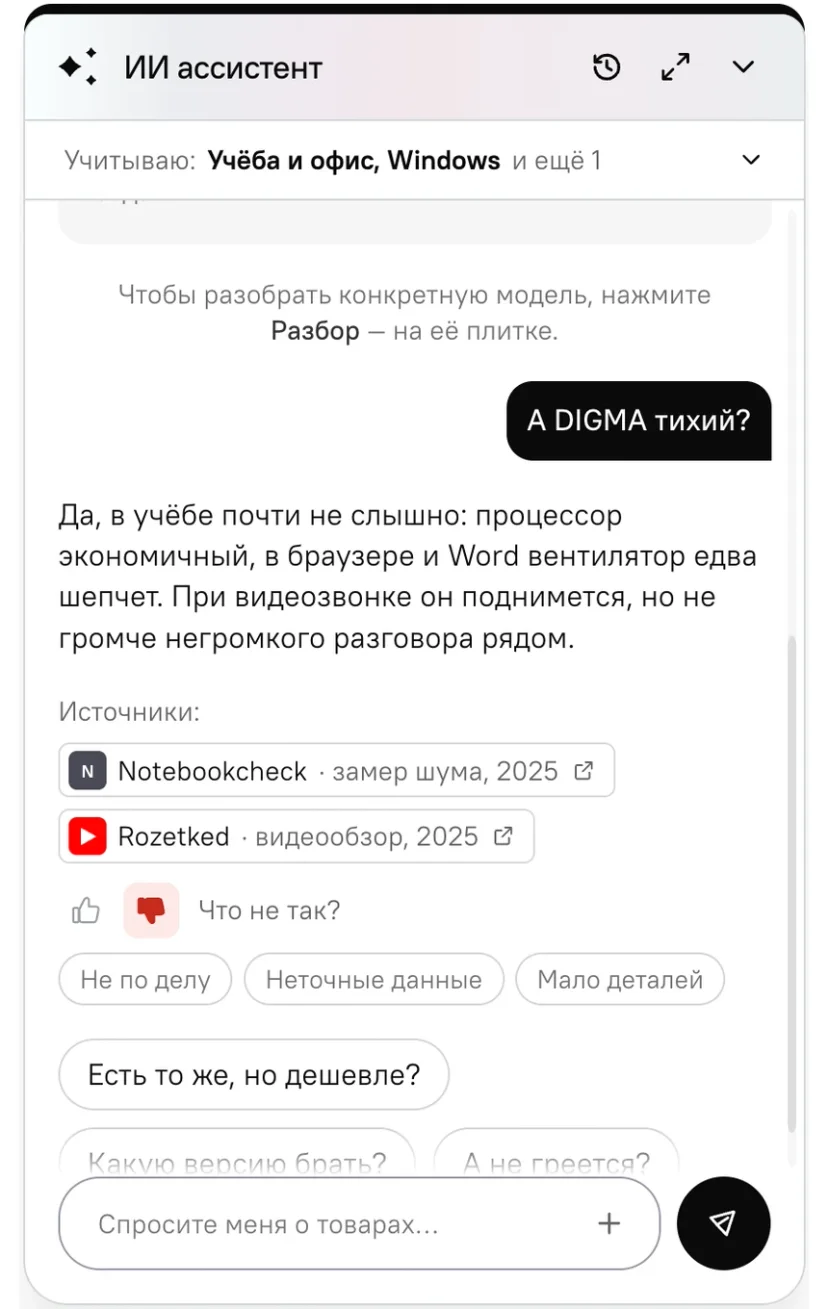 ИИ ассистент
Учитываю: Учёба и офис, Windows и ещё 1
Чтобы разобрать конкретную модель, нажмите
Разбор — на её плитке.
А DIGMA тихий?
Да, в учёбе почти не слышно: процессор
экономичный, в браузере и Word вентилятор едва
шепчет. При видеозвонке он поднимется, но не
громче негромкого разговора рядом.
Источники:
N Notebookcheck · замер шума, 2025
Rozetked · видеообзор, 2025
Что не так?
Не по делу Неточные данные Мало деталей
Есть то же, но дешевле?
Какую версию брать? А не греется?
Спросите меня о товарах...